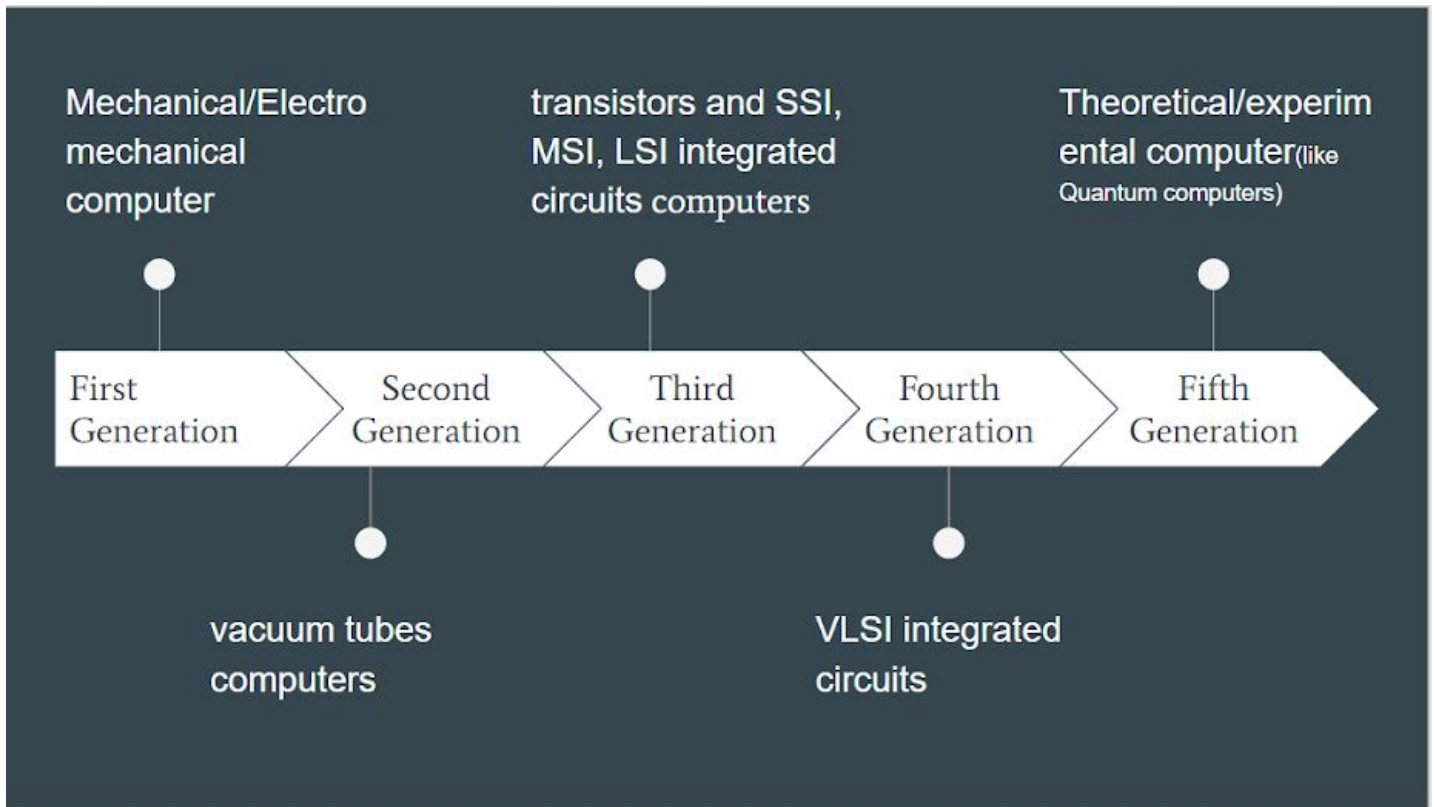 Mechanical/Electro
mechanical
computer
transistors and SSI,
MSI, LSI integrated
circuits computers
Theoretical/experim
ental computer(like
Quantum computers)
First
Generation
Second
Generation
Third
Generation
Fourth
Generation
Fifth
Generation
vacuum tubes
computers
VLSI integrated
circuits